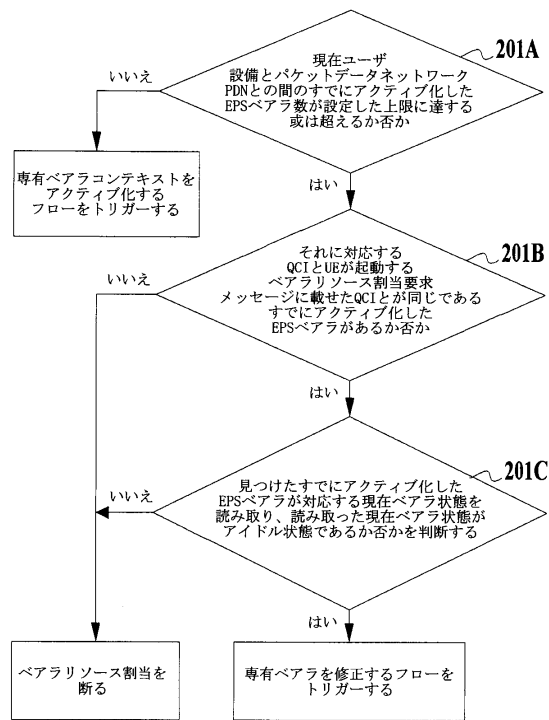 現在ユーザ
設備とパケットデータネットワーク
PDNとの間のすでにアクティブ化した
EPSベアラ数が設定した上限に達する
或は超えるか否か
201A
いいえ
専有ベアラコンテキストを
アクティブ化する
フローをトリガーする
はい
それに対応する
QCIとUEが起動する
ベアラリソース割当要求
メッセージに載せたQCIとが同じである
すでにアクティブ化した
EPSベアラがあるか否か
201B
いいえ
はい
見つけたすでにアクティブ化した
EPSベアラが対応する現在ベアラ状態を
読み取り、読み取った現在ベアラ状態が
アイドル状態であるか否かを判断する
201C
いいえ
はい
ベアラリソース割当を
断る
専有ベアラを修正するフローを
トリガーする